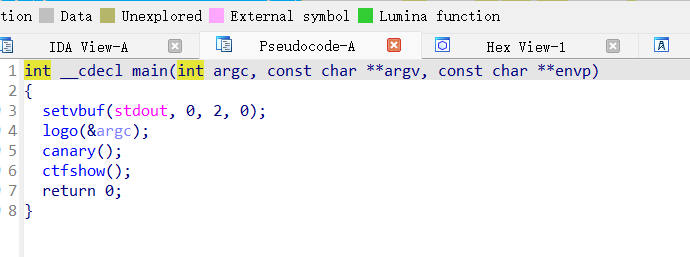 tion Data Unexplored External symbol Lumina function
IDA View-A Pseudocode-A Hex View-1 A
1 int __cdecl main(int argc, const char **argv, const char **envp)
2 {
3 setvbuf(stdout, 0, 2, 0);
4 logo(&argc);
5 canary();
6 ctfshow();
7 return 0;
8 }